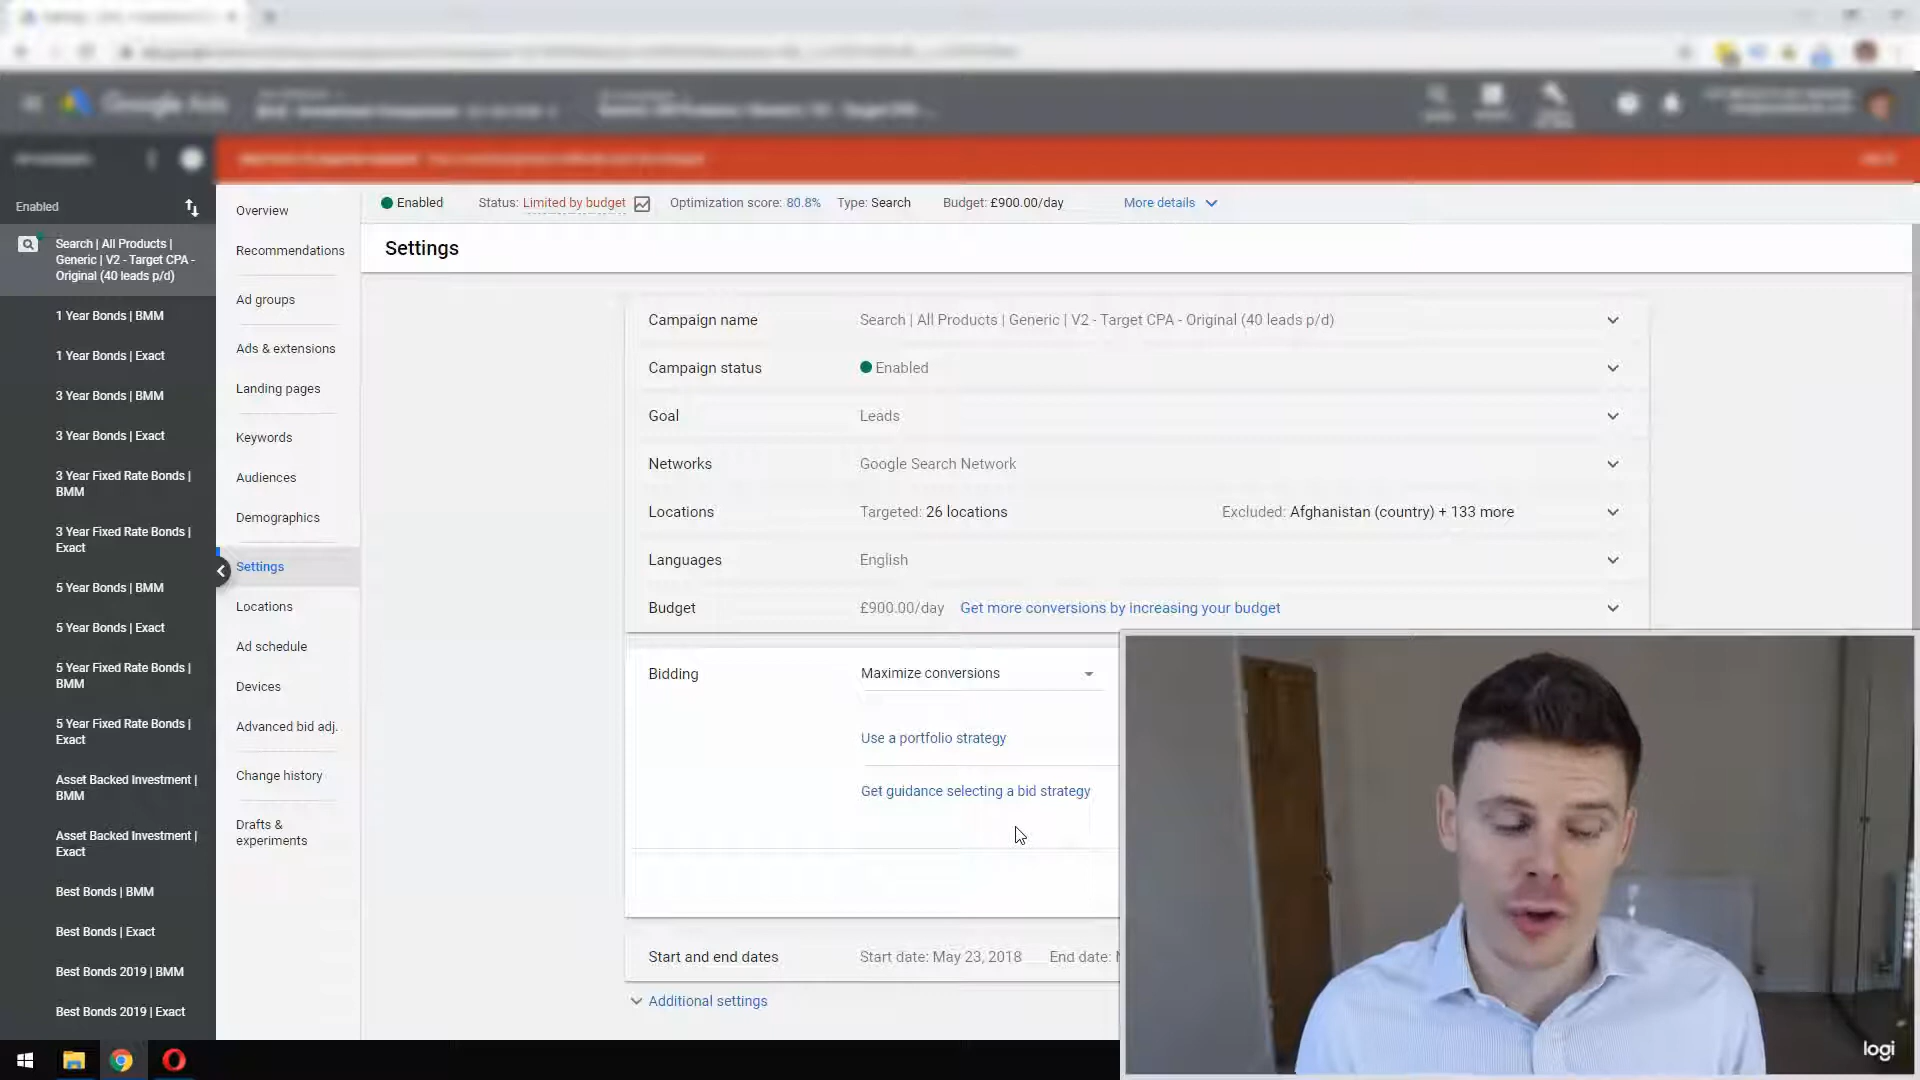 Google Ads
Enabled
Search | All Products |
Generic | V2 - Target CPA -
Original (40 leads p/d)
1 Year Bonds | BMM
1 Year Bonds | Exact
3 Year Bonds | BMM
3 Year Bonds | Exact
3 Year Fixed Rate Bonds |
BMM
3 Year Fixed Rate Bonds |
Exact
5 Year Bonds | BMM
5 Year Bonds | Exact
5 Year Fixed Rate Bonds |
BMM
5 Year Fixed Rate Bonds |
Exact
Asset Backed Investment |
BMM
Asset Backed Investment |
Exact
Best Bonds | BMM
Best Bonds | Exact
Best Bonds 2019 | BMM
Best Bonds 2019 | Exact
Overview
Recommendations
Ad groups
Ads & extensions
Landing pages
Keywords
Audiences
Demographics
Settings
Locations
Ad schedule
Devices
Advanced bid adj.
Change history
Drafts &
experiments
Enabled Status: Limited by budget Optimization score: 80.8% Type: Search Budget: £900.00/day More details
Settings
Campaign name Search | All Products | Generic | V2 - Target CPA - Original (40 leads p/d)
Campaign status Enabled
Goal Leads
Networks Google Search Network
Locations Targeted: 26 locations Excluded: Afghanistan (country) + 133 more
Languages English
Budget £900.00/day Get more conversions by increasing your budget
Bidding Maximize conversions
Use a portfolio strategy
Get guidance selecting a bid strategy
Start and end dates Start date: May 23, 2018 End date:
Additional settings
logi